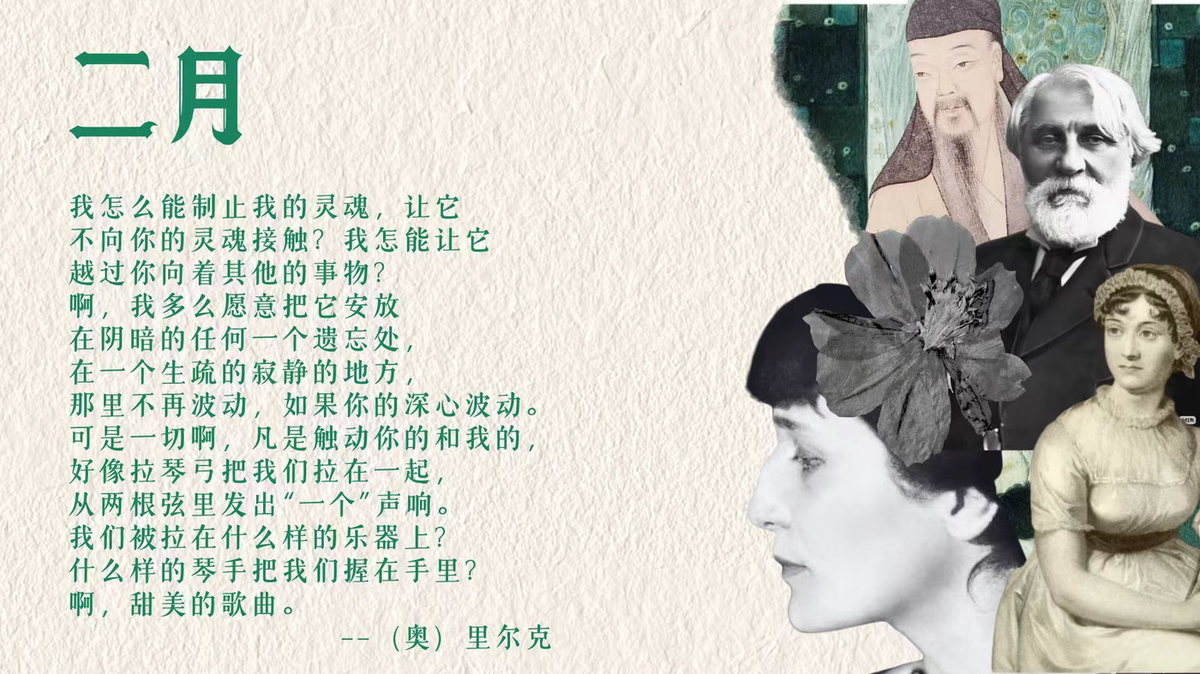 二月
我怎么能制止我的灵魂，让它
不向你的灵魂接触？我怎能让它
越过你向着其他的事物？
啊，我多么愿意把它安放
在阴暗的任何一个遗忘处，
在一个生疏的寂静的地方，
那里不再波动，如果你的深心波动。
可是一切啊，凡是触动你的和我的，
好像拉琴弓把我们拉在一起，
从两根弦里发出“一个”声响。
我们被拉在什么样的乐器上？
什么样的琴手把我们握在手里？
啊，甜美的歌曲。
--（奥）里尔克